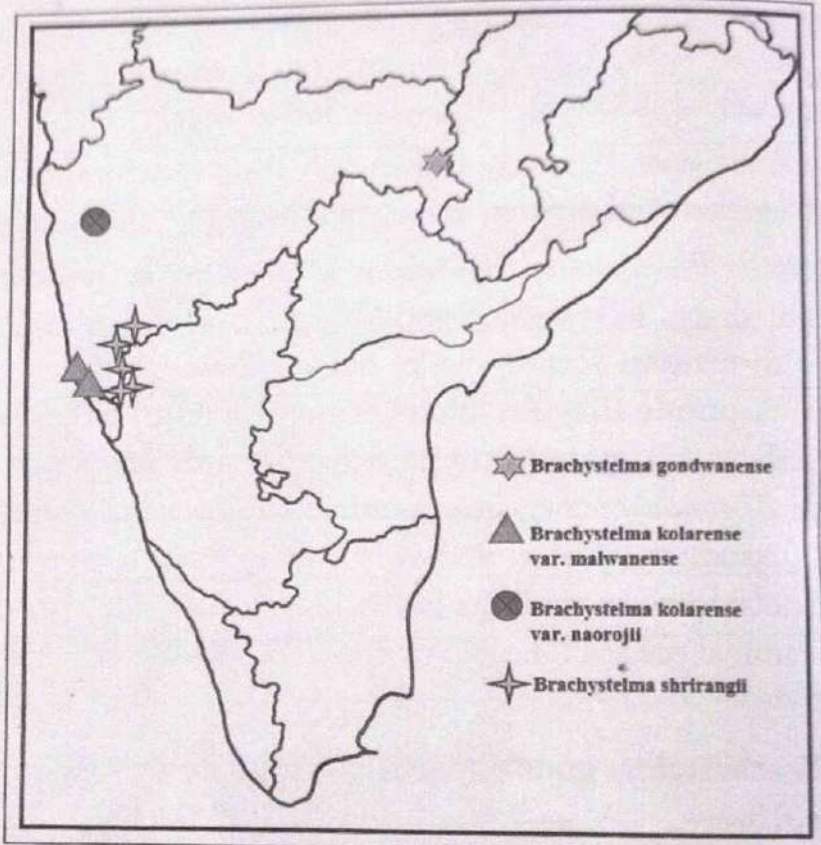 Brachystelma gondwanense
Brachystelma kolarense
var. malwanense
Brachystelma kolarense
var. naorojii
Brachystelma shrirangii